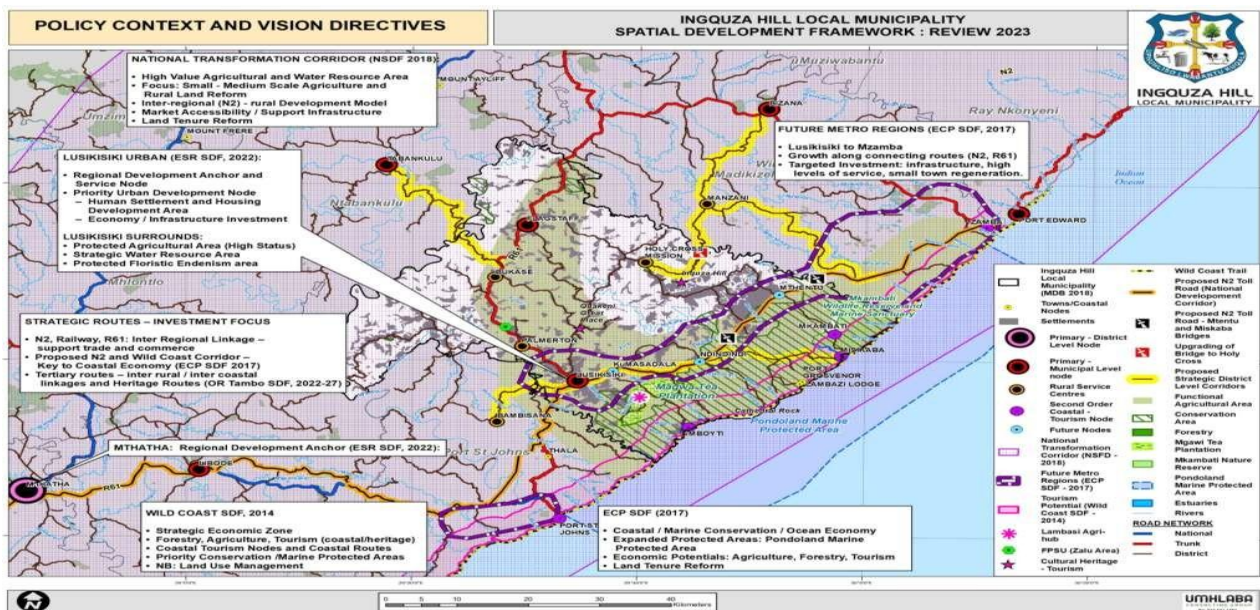 POLICY CONTEXT AND VISION DIRECTIVES
INGQUZA HILL LOCAL MUNICIPALITY
SPATIAL DEVELOPMENT FRAMEWORK : REVIEW 2023
INGQUZA HILL
LOCAL MUNICIPALITY
NATIONAL TRANSFORMATION CORRIDOR (NSDF 2018):
• High Value Agricultural and Water Resource Area
• Focus: Small - Medium Scale Agriculture and
Rural Land Reform
• Inter-regional (N2) - rural Development Model
• Market Accessibility / Support Infrastructure
• Land Tenure Reform
LUSIKISIKI URBAN (ESR SDF, 2022):
• Regional Development Anchor and
Service Node
• Priority Urban Development Node
– Human Settlement and Housing
Development Area
– Economy / Infrastructure Investment
LUSIKISIKI SURROUNDS:
• Protected Agricultural Area (High Status)
• Strategic Water Resource Area
• Protected Floristic Endenism area
STRATEGIC ROUTES – INVESTMENT FOCUS
• N2, Railway, R61: Inter Regional Linkage –
support trade and commerce
• Proposed N2 and Wild Coast Corridor –
Key to Coastal Economy (ECP SDF 2017)
• Tertiary routes – inter rural / inter coastal
linkages and Heritage Routes (OR Tambo SDF, 2022-27)
MTHATHA: Regional Development Anchor (ESR SDF, 2022):
WILD COAST SDF, 2014
• Strategic Economic Zone
• Forestry, Agriculture, Tourism (coastal/heritage)
• Coastal Tourism Nodes and Coastal Routes
• Priority Conservation /Marine Protected Areas
• NB: Land Use Management
ECP SDF (2017)
• Coastal / Marine Conservation / Ocean Economy
• Expanded Protected Areas: Pondoland Marine
Protected Area
• Economic Potentials: Agriculture, Forestry, Tourism
• Land Tenure Reform
FUTURE METRO REGIONS (ECP SDF, 2017)
• Lusikisiki to Mzamba
• Growth along connecting routes (N2, R61)
• Targeted Investment: infrastructure, high
levels of service, small town regeneration.
MOUNT AYLIFF
uMuziwabantu
N2
Ray Nkonyeni
MOUNT FRERE
Ntabankulu
Mhlontlo
MANZANI
PORT EDWARD
Indian
Ocean
FLAGSTAFF
HOLY CROSS
MISSION
Ingquza Hill
MTHENTO
Mkambati
Wildlife Reserve and
Marine Sanctuary
MKAMBATI
PALMERTON
KUMASADALA
NDINDINDI
PORT
GROSVENOR
LAMBAZI LODGE
Magwa Tea
Plantation
Cathedral Rock
MBOYTI
Pondoland Marine
Protected Area
BAMBISANA
Port St Johns
R61
Ingquza Hill
Local
Municipality
(MDB 2018)
Towns/Coastal
Nodes
Settlements
Primary - District
Level Node
Primary -
Municipal Level
node
Rural Service
Centres
Second Order
Coastal -
Tourism Node
Future Nodes
National
Transformation
Corridor (NSFD -
2018)
Future Metro
Regions (ECP
SDF - 2017)
Tourism
Potential (Wild
Coast SDF -
2014)
Lambasi Agri-
hub
FPSU (Zalu Area)
Cultural Heritage
- Tourism
Wild Coast Trail
Proposed N2 Toll
Road (National
Development
Corridor)
Proposed N2 Toll
Road - Mtentu
and Miskaba
Bridges
Upgrading of
Bridge to Holy
Cross
Proposed
Strategic District
Level Corridors
Functional
Agricultural Area
Conservation
Area
Forestry
Mgawi Tea
Plantation
Mkambati Nature
Reserve
Pondoland
Marine Protected
Area
Estuaries
Rivers
ROAD NETWORK
National
Trunk
District
0 5 10 20 30 40
Kilometers
UMHLABA